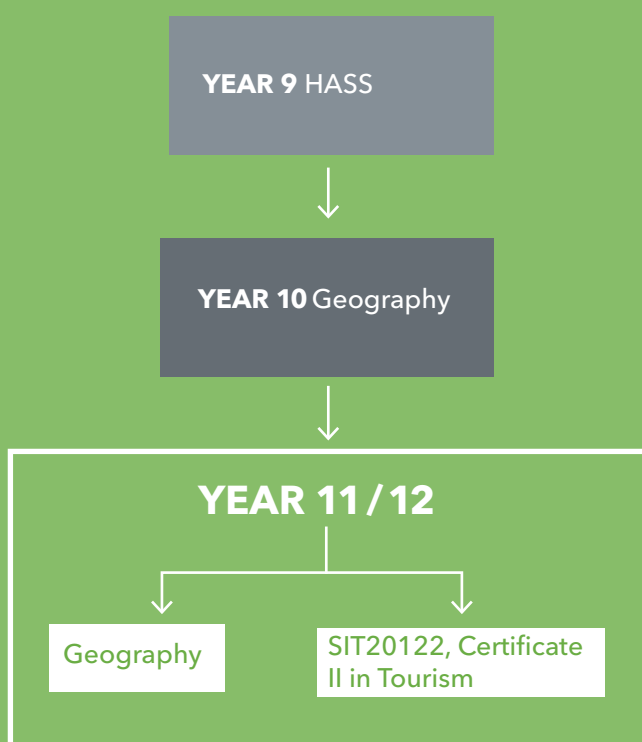 YEAR 9 HASS
YEAR 10 Geography
YEAR 11/12
Geography
SIT20122, Certificate
II in Tourism